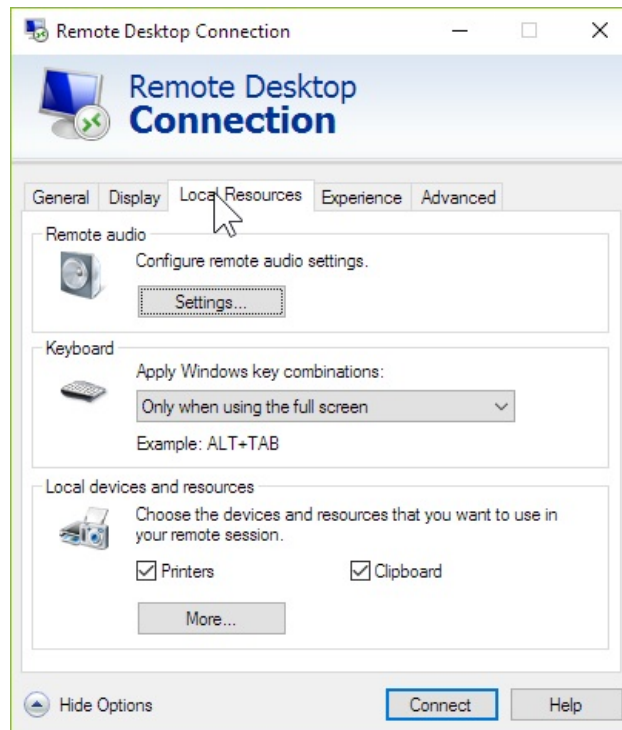 Remote Desktop Connection
Remote Desktop
Connection
General Display Local Resources Experience Advanced
Remote audio
Configure remote audio settings.
Settings...
Keyboard
Apply Windows key combinations:
Only when using the full screen
Example: ALT+TAB
Local devices and resources
Choose the devices and resources that you want to use in
your remote session.
Printers Clipboard
More...
Hide Options Connect Help